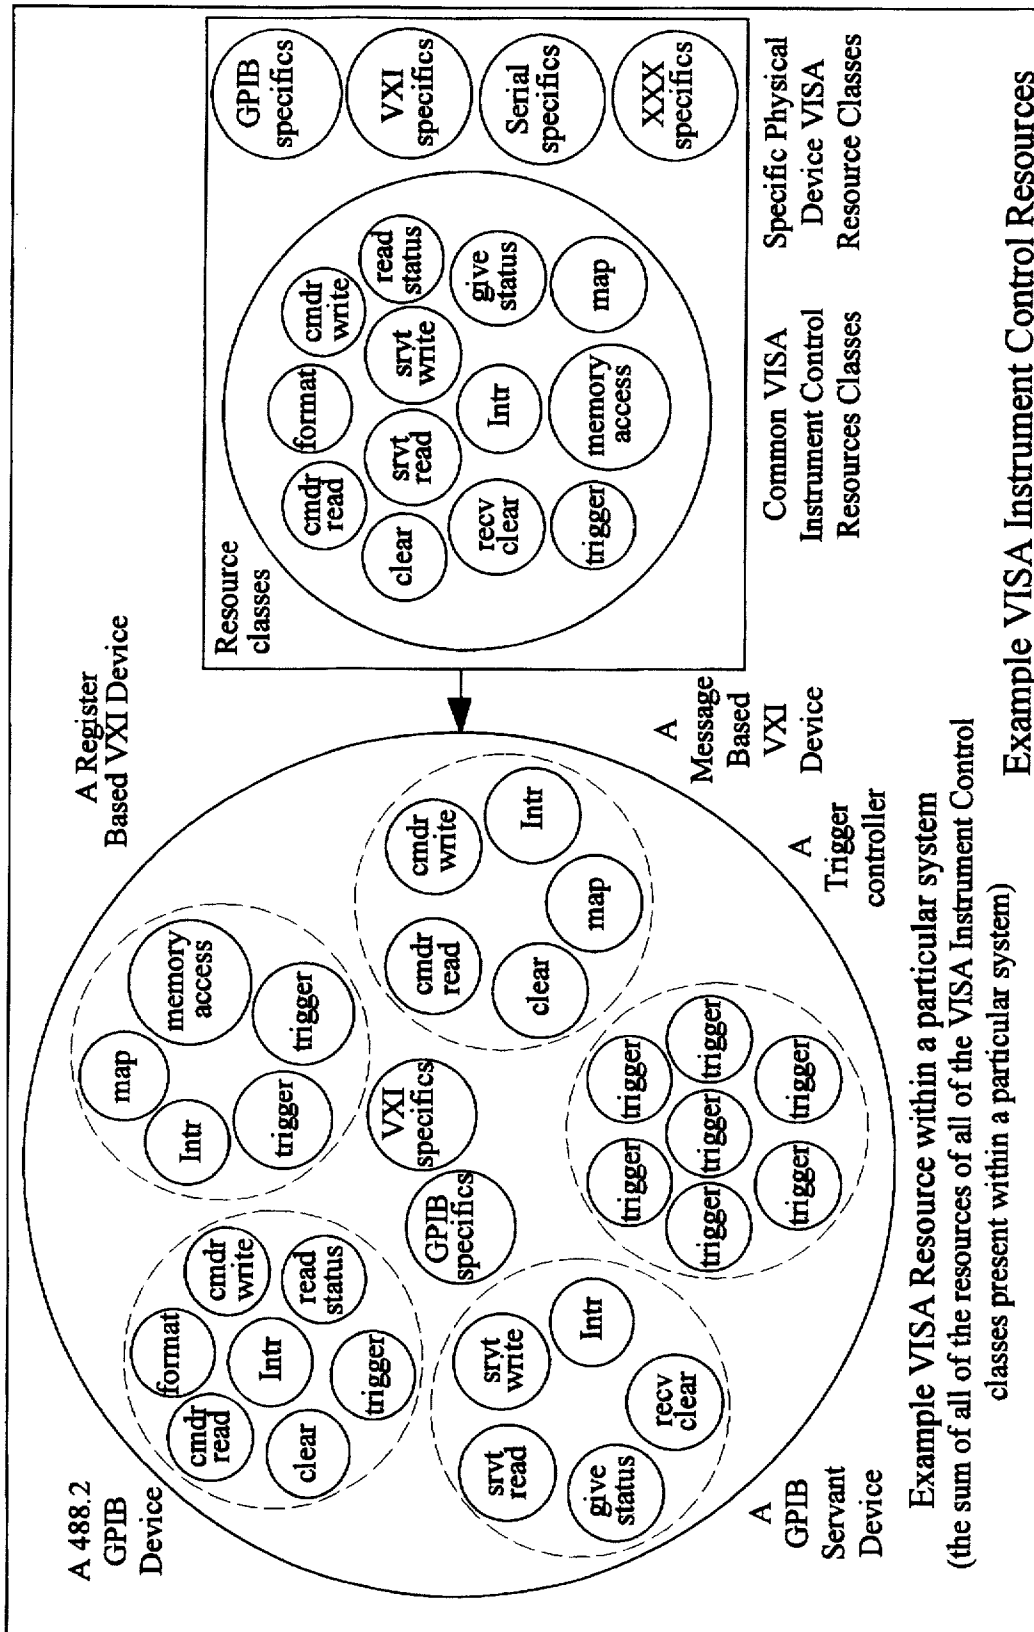 A 488.2
GPIB
Device
format
cmdr
read
cmdr
write
Intr
clear
read
status
trigger
map
memory
access
Intr
trigger
trigger
A Register
Based VXI Device
GPIB
specifics
VXI
specifics
srvt
read
sryt
write
Intr
give
status
recv
clear
A
GPIB
Servant
Device
trigger
trigger
trigger
trigger
trigger
trigger
trigger
A
Trigger
controller
cmdr
read
cmdr
write
clear
Intr
map
A
Message
Based
VXI
Device
Example VISA Resource within a particular system
(the sum of all of the resources of all of the VISA Instrument Control
classes present within a particular system)
Resource
classes
cmdr
read
format
cmdr
write
clear
srvt
read
sryt
write
read
status
recv
clear
Intr
give
status
trigger
memory
access
map
GPIB
specifics
VXI
specifics
Serial
specifics
XXX
specifics
Common VISA
Instrument Control
Resources Classes
Specific Physical
Device VISA
Resource Classes
Example VISA Instrument Control Resources